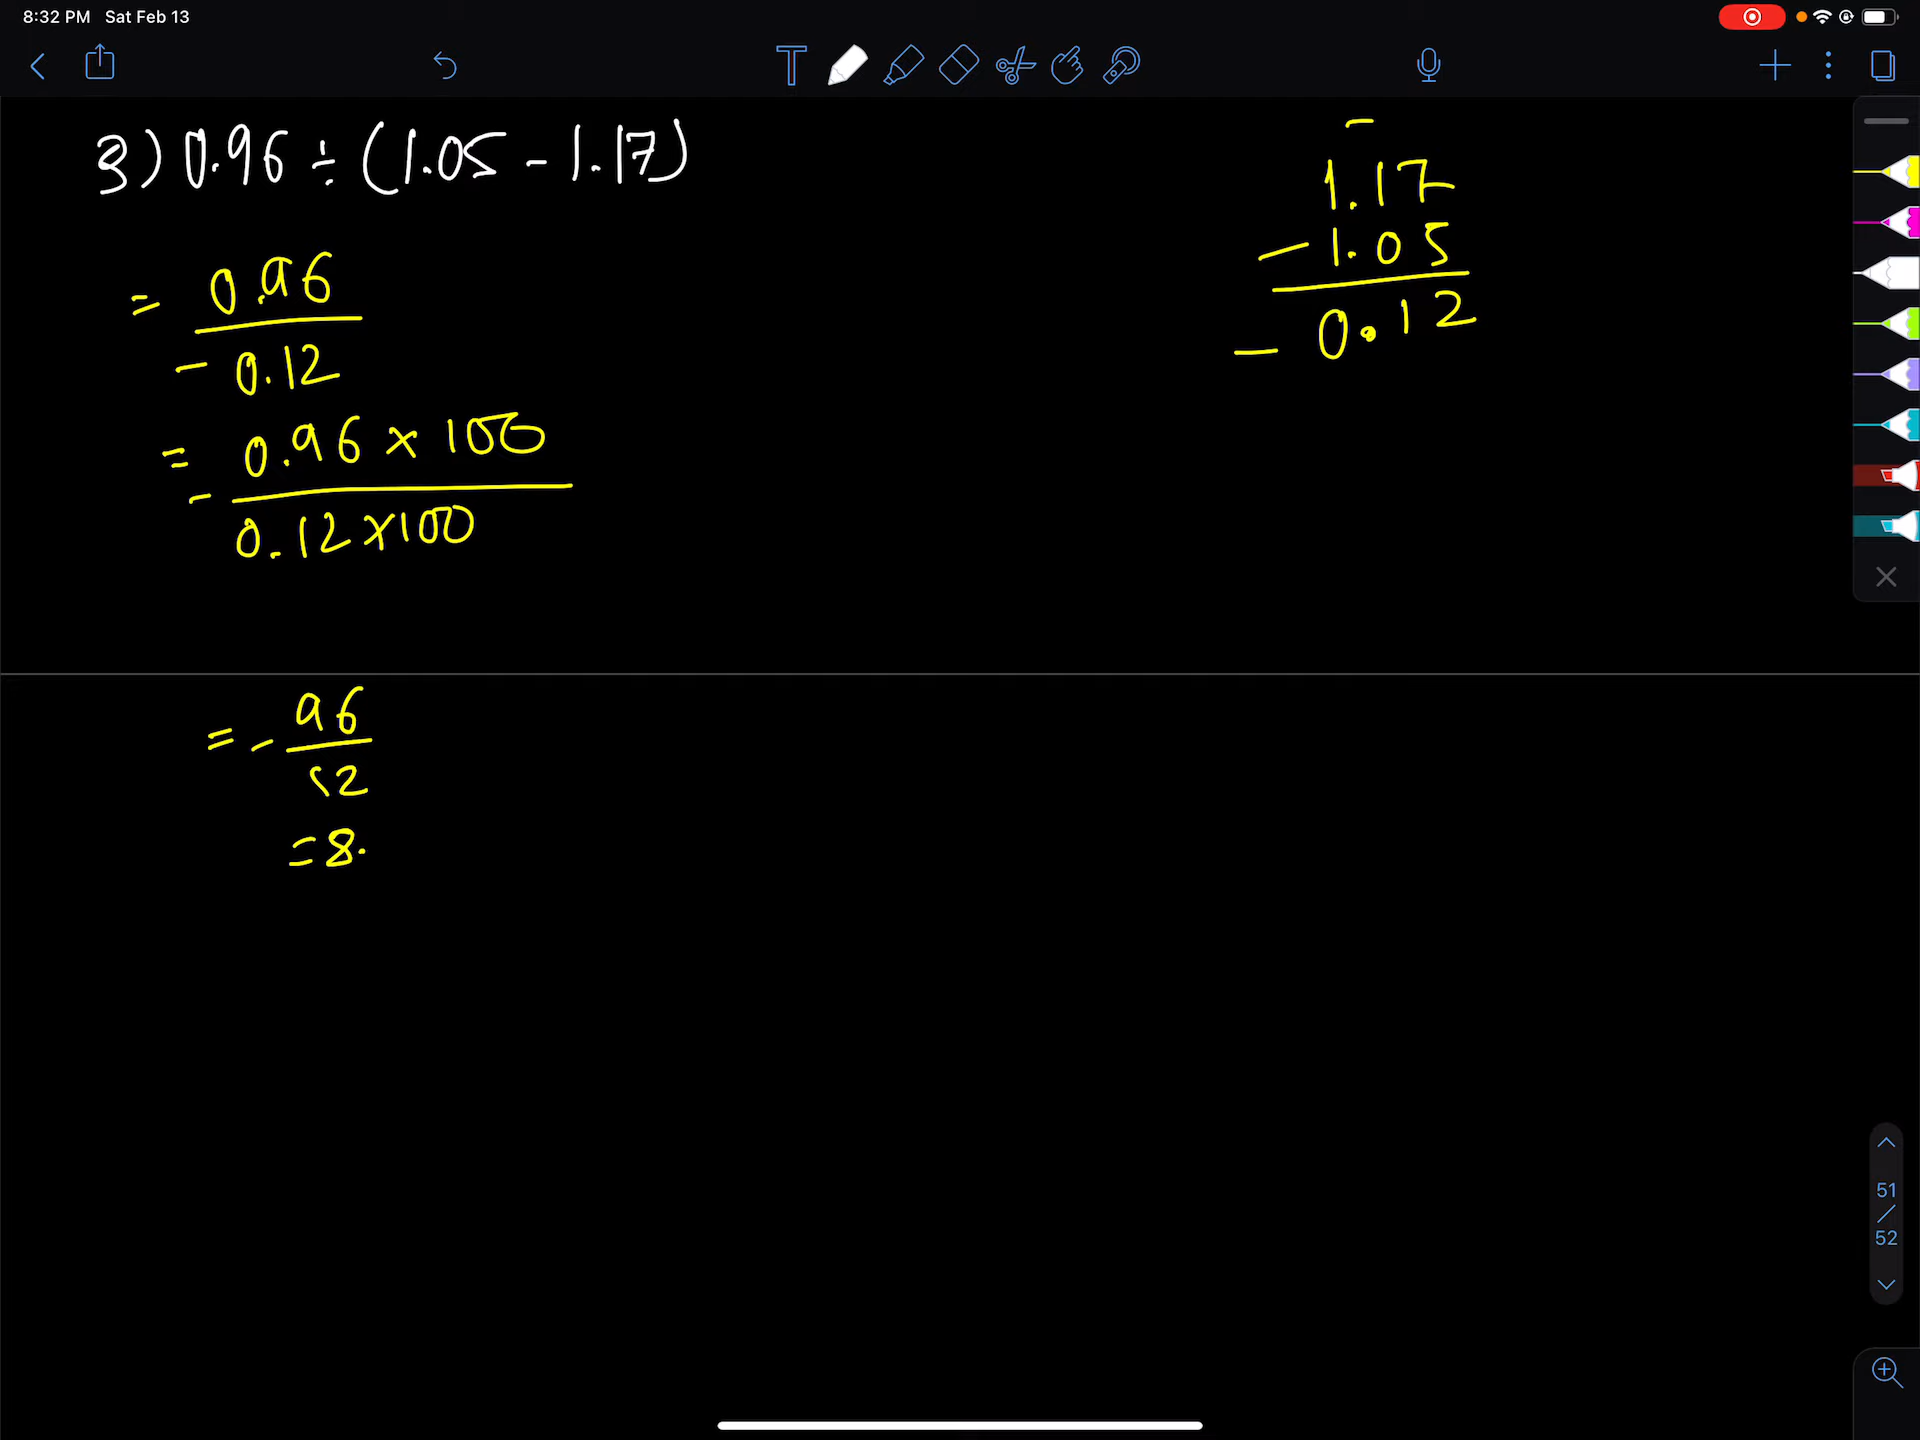 8:32 PM Sat Feb 13
T
3) 0.96 ÷ (1.05 - 1.17)
= 0.96
- 0.12
= 0.96 x 100
-
0.12 x 100
= - 96
12
= 8.
-
1.17
- 1.05
- 0.12
51
/
52